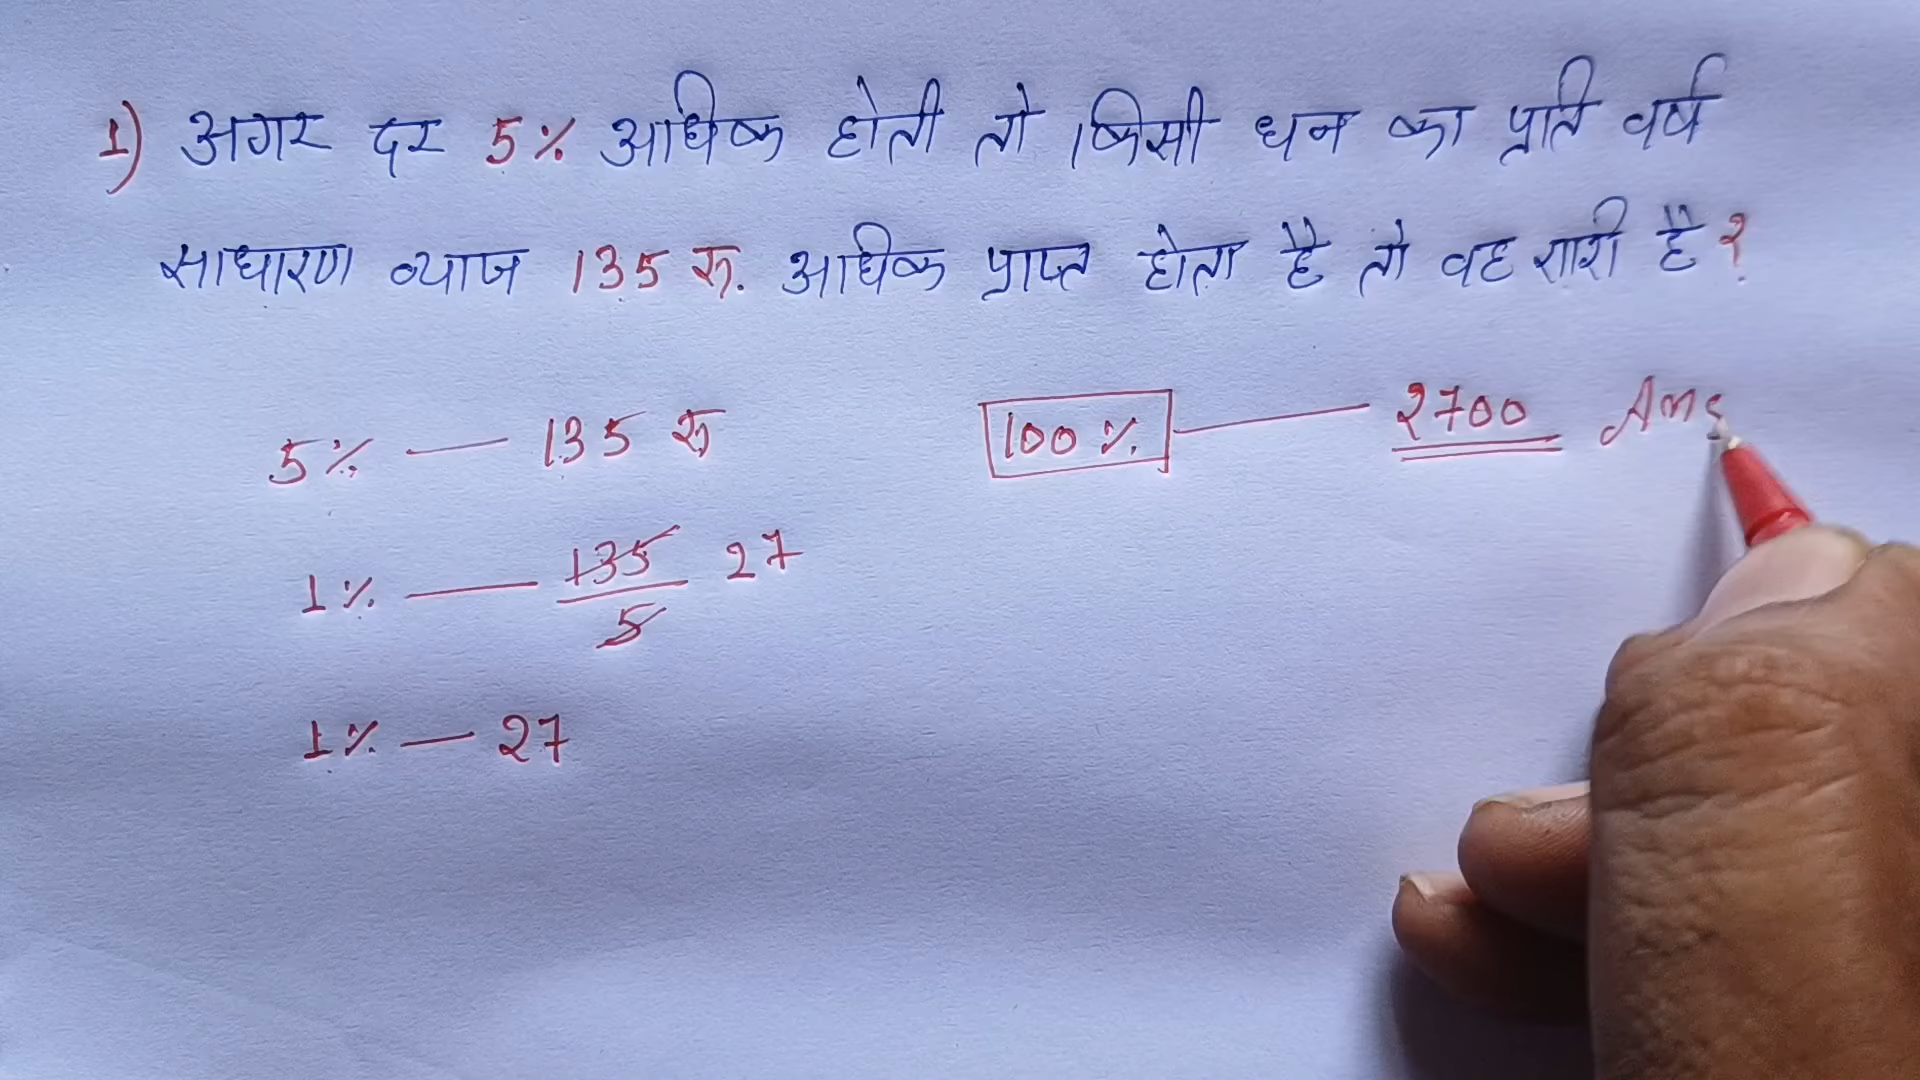 1) अगर दर 5% अधिक होती तो किसी धन का प्रति वर्ष
साधारण व्याज 135 रु. अधिक प्राप्त होता है तो वह राशी है ?
5% — 135 रु
1% — 135/5 27
1% — 27
100% — 2700 Ans